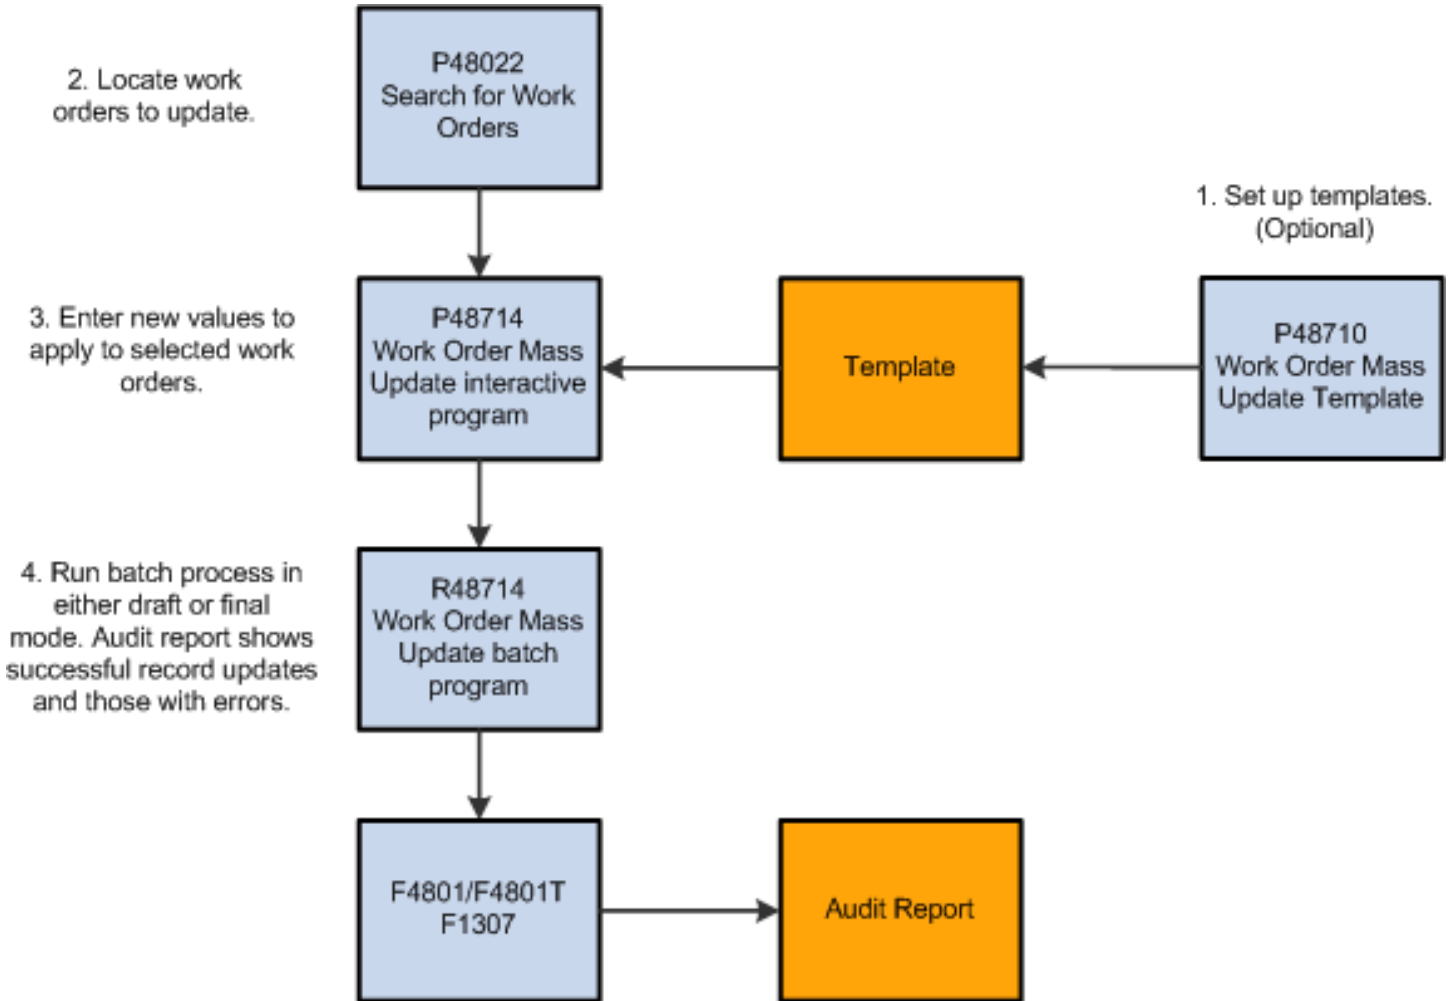 2. Locate work
orders to update.
P48022
Search for Work
Orders
1. Set up templates.
(Optional)
3. Enter new values to
apply to selected work
orders.
P48714
Work Order Mass
Update interactive
program
Template
P48710
Work Order Mass
Update Template
4. Run batch process in
either draft or final
mode. Audit report shows
successful record updates
and those with errors.
R48714
Work Order Mass
Update batch
program
F4801/F4801T
F1307
Audit Report